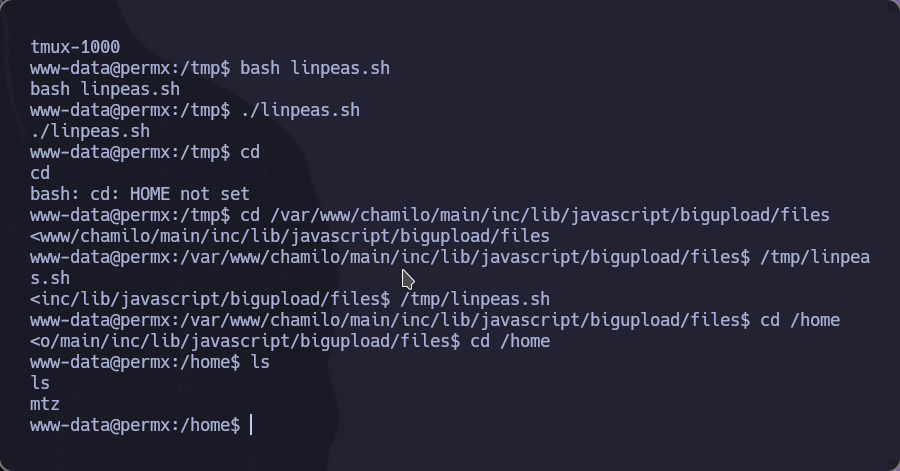 tmux-1000
www-data@permx:/tmp$ bash linpeas.sh
bash linpeas.sh
www-data@permx:/tmp$ ./linpeas.sh
./linpeas.sh
www-data@permx:/tmp$ cd
cd
bash: cd: HOME not set
www-data@permx:/tmp$ cd /var/www/chamilo/main/inc/lib/javascript/bigupload/files
<www/chamilo/main/inc/lib/javascript/bigupload/files
www-data@permx:/var/www/chamilo/main/inc/lib/javascript/bigupload/files$ /tmp/linpea
s.sh
<inc/lib/javascript/bigupload/files$ /tmp/linpeas.sh
www-data@permx:/var/www/chamilo/main/inc/lib/javascript/bigupload/files$ cd /home
<o/main/inc/lib/javascript/bigupload/files$ cd /home
www-data@permx:/home$ ls
ls
mtz
www-data@permx:/home$